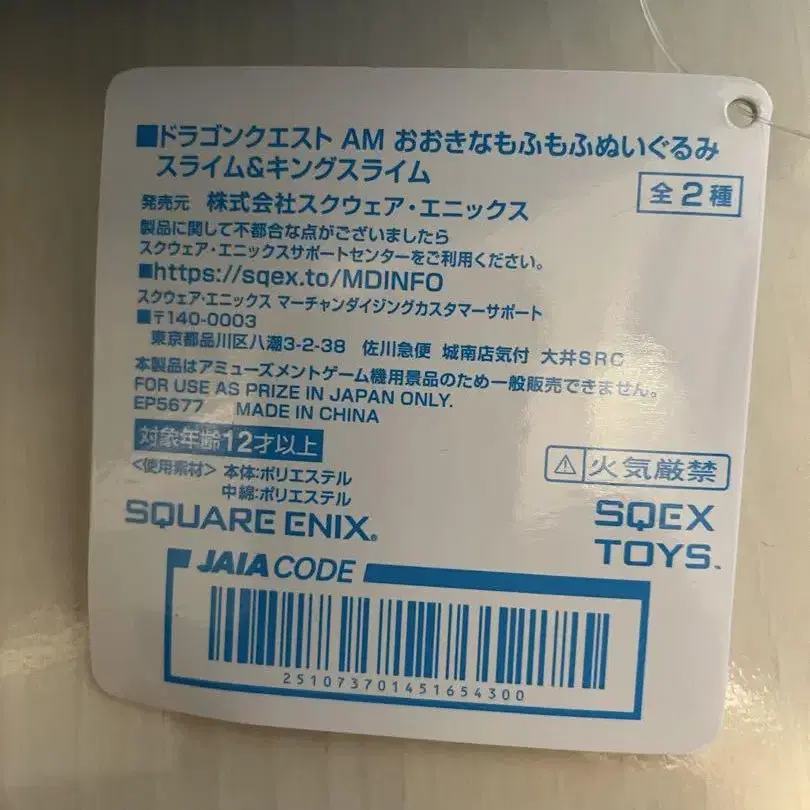 ■ドラゴンクエスト AM おおきなもふもふぬいぐるみ
スライム&キングスライム
全2種
発売元 株式会社スクウェア・エニックス
製品に関して不都合な点がございましたら
スクウェア・エニックスサポートセンターをご利用ください。
■https://sqex.to/MDINFO
スクウェア・エニックス マーチャンダイジングカスタマーサポート
■〒140-0003
東京都品川区八潮3-2-38 佐川急便 城南店気付 大井SRC
本製品はアミューズメントゲーム機用景品のため一般販売できません。
FOR USE AS PRIZE IN JAPAN ONLY.
EP5677 MADE IN CHINA
対象年齢12才以上
<使用素材> 本体:ポリエステル
中綿:ポリエステル
⚠火気厳禁
SQUARE ENIX®
SQEX
TOYS™
JAIA CODE
251073701451654300